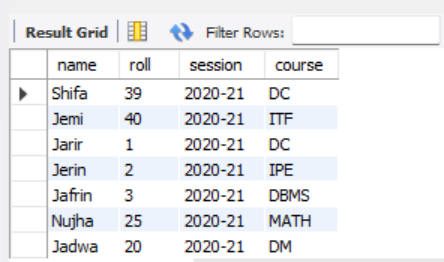 Result Grid Filter Rows:
name roll session course
Shifa 39 2020-21 DC
Jemi 40 2020-21 ITF
Jarir 1 2020-21 DC
Jerin 2 2020-21 IPE
Jafrin 3 2020-21 DBMS
Nujha 25 2020-21 MATH
Jadwa 20 2020-21 DM